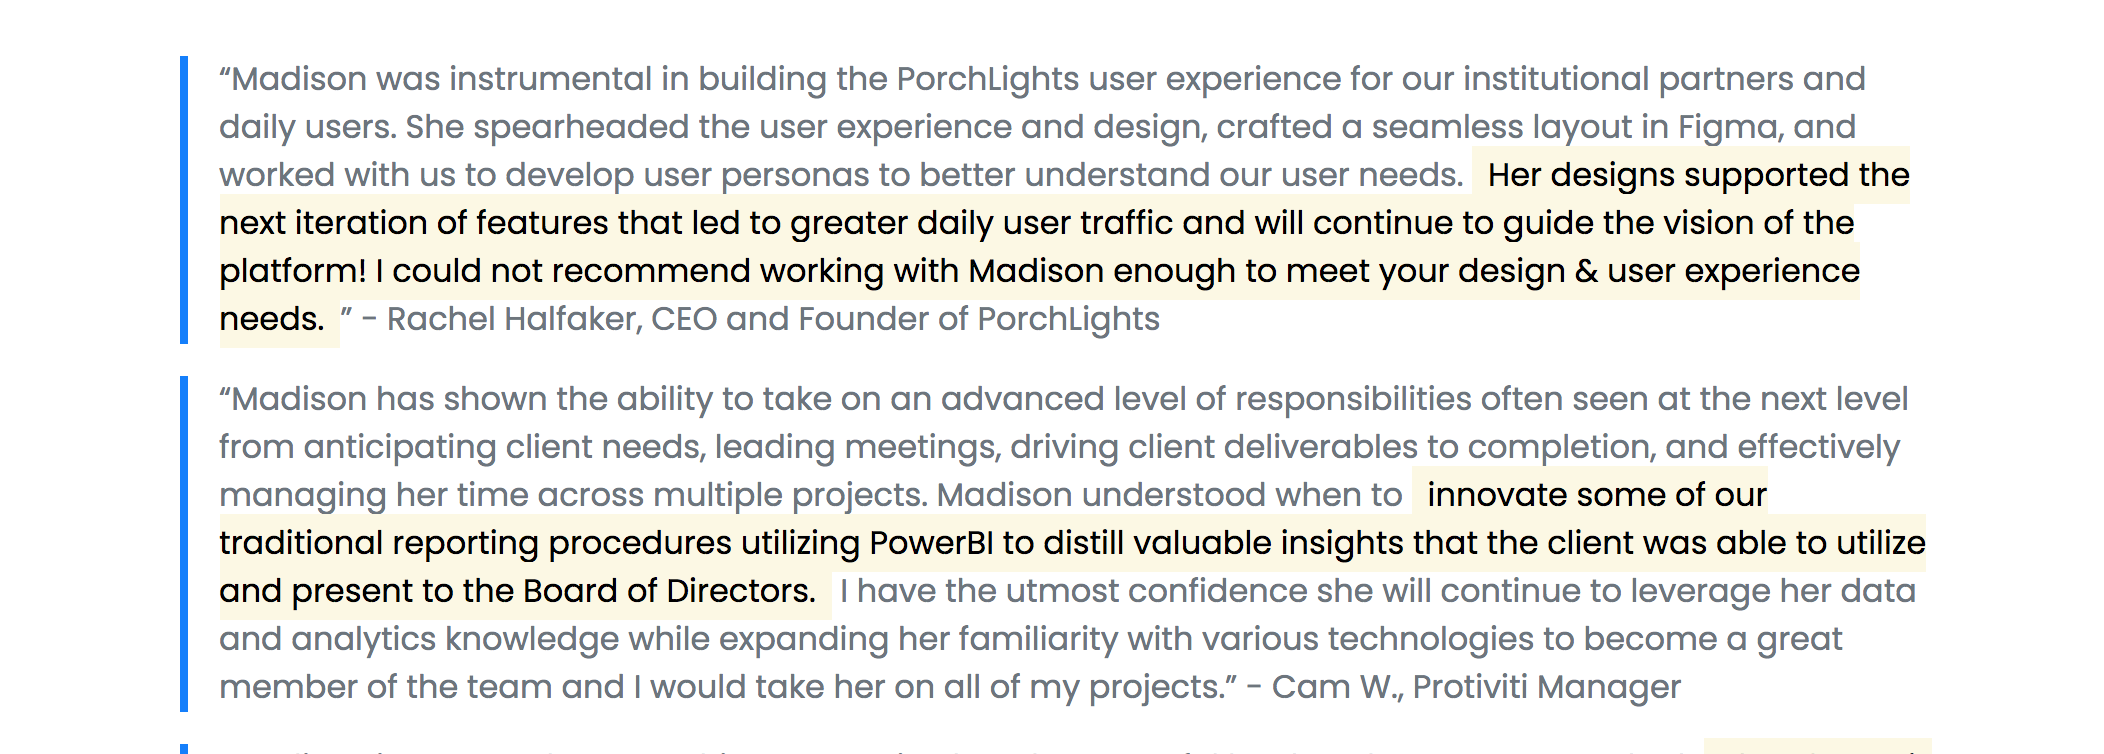 “Madison was instrumental in building the PorchLights user experience for our institutional partners and
daily users. She spearheaded the user experience and design, crafted a seamless layout in Figma, and
worked with us to develop user personas to better understand our user needs. Her designs supported the
next iteration of features that led to greater daily user traffic and will continue to guide the vision of the
platform! I could not recommend working with Madison enough to meet your design & user experience
needs. ” – Rachel Halfaker, CEO and Founder of PorchLights
“Madison has shown the ability to take on an advanced level of responsibilities often seen at the next level
from anticipating client needs, leading meetings, driving client deliverables to completion, and effectively
managing her time across multiple projects. Madison understood when to innovate some of our
traditional reporting procedures utilizing PowerBI to distill valuable insights that the client was able to utilize
and present to the Board of Directors. I have the utmost confidence she will continue to leverage her data
and analytics knowledge while expanding her familiarity with various technologies to become a great
member of the team and I would take her on all of my projects.” – Cam W., Protiviti Manager